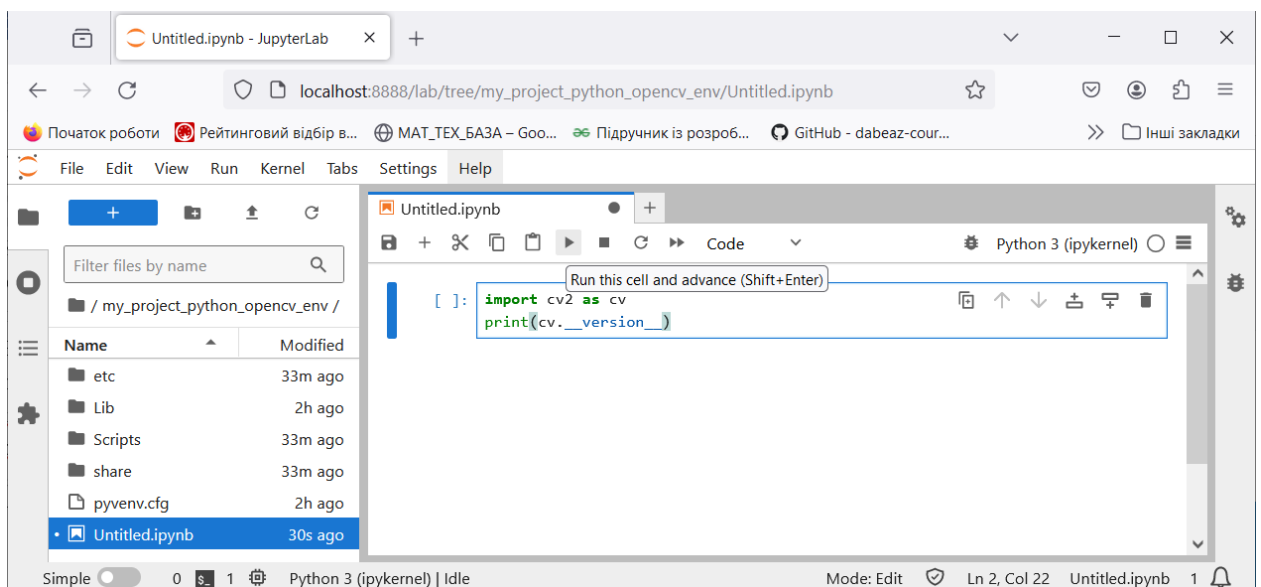 Untitled.ipynb - JupyterLab
localhost:8888/lab/tree/my_project_python_opencv_env/Untitled.ipynb
Початок роботи Рейтинговий відбір в... МАТ_ТЕХ_БАЗА – Goo... Підручник із розроб... GitHub - dabeaz-cour... Інші закладки
File Edit View Run Kernel Tabs Settings Help
Untitled.ipynb
Code Python 3 (ipykernel)
Filter files by name
Run this cell and advance (Shift+Enter)
/ my_project_python_opencv_env /
[ ]: import cv2 as cv
print(cv.__version__)
Name Modified
etc 33m ago
Lib 2h ago
Scripts 33m ago
share 33m ago
pyvenv.cfg 2h ago
Untitled.ipynb 30s ago
Simple 0 $_ 1 Python 3 (ipykernel) | Idle Mode: Edit Ln 2, Col 22 Untitled.ipynb 1